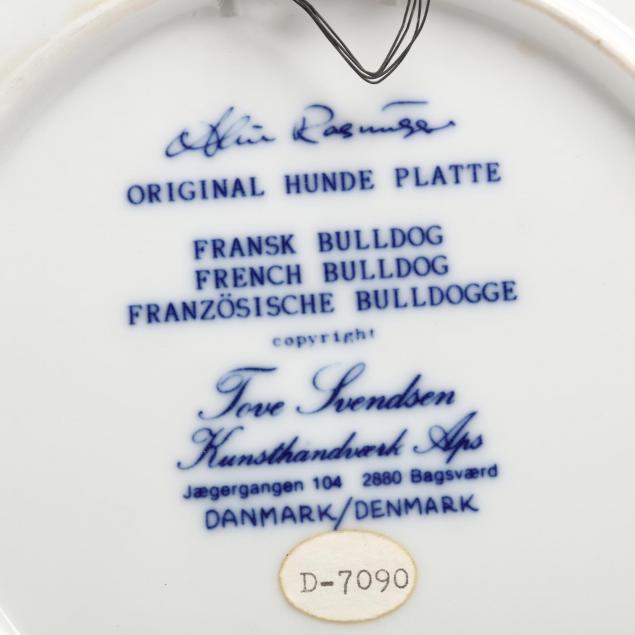 Rasmussen
ORIGINAL HUNDE PLATTE
FRANSK BULLDOG
FRENCH BULLDOG
FRANZÖSISCHE BULLDOGGE
copyright
Tove Svendsen
Kunsthandværk Aps
Jægergangen 104 2880 Bagsværd
DANMARK/DENMARK
D-7090